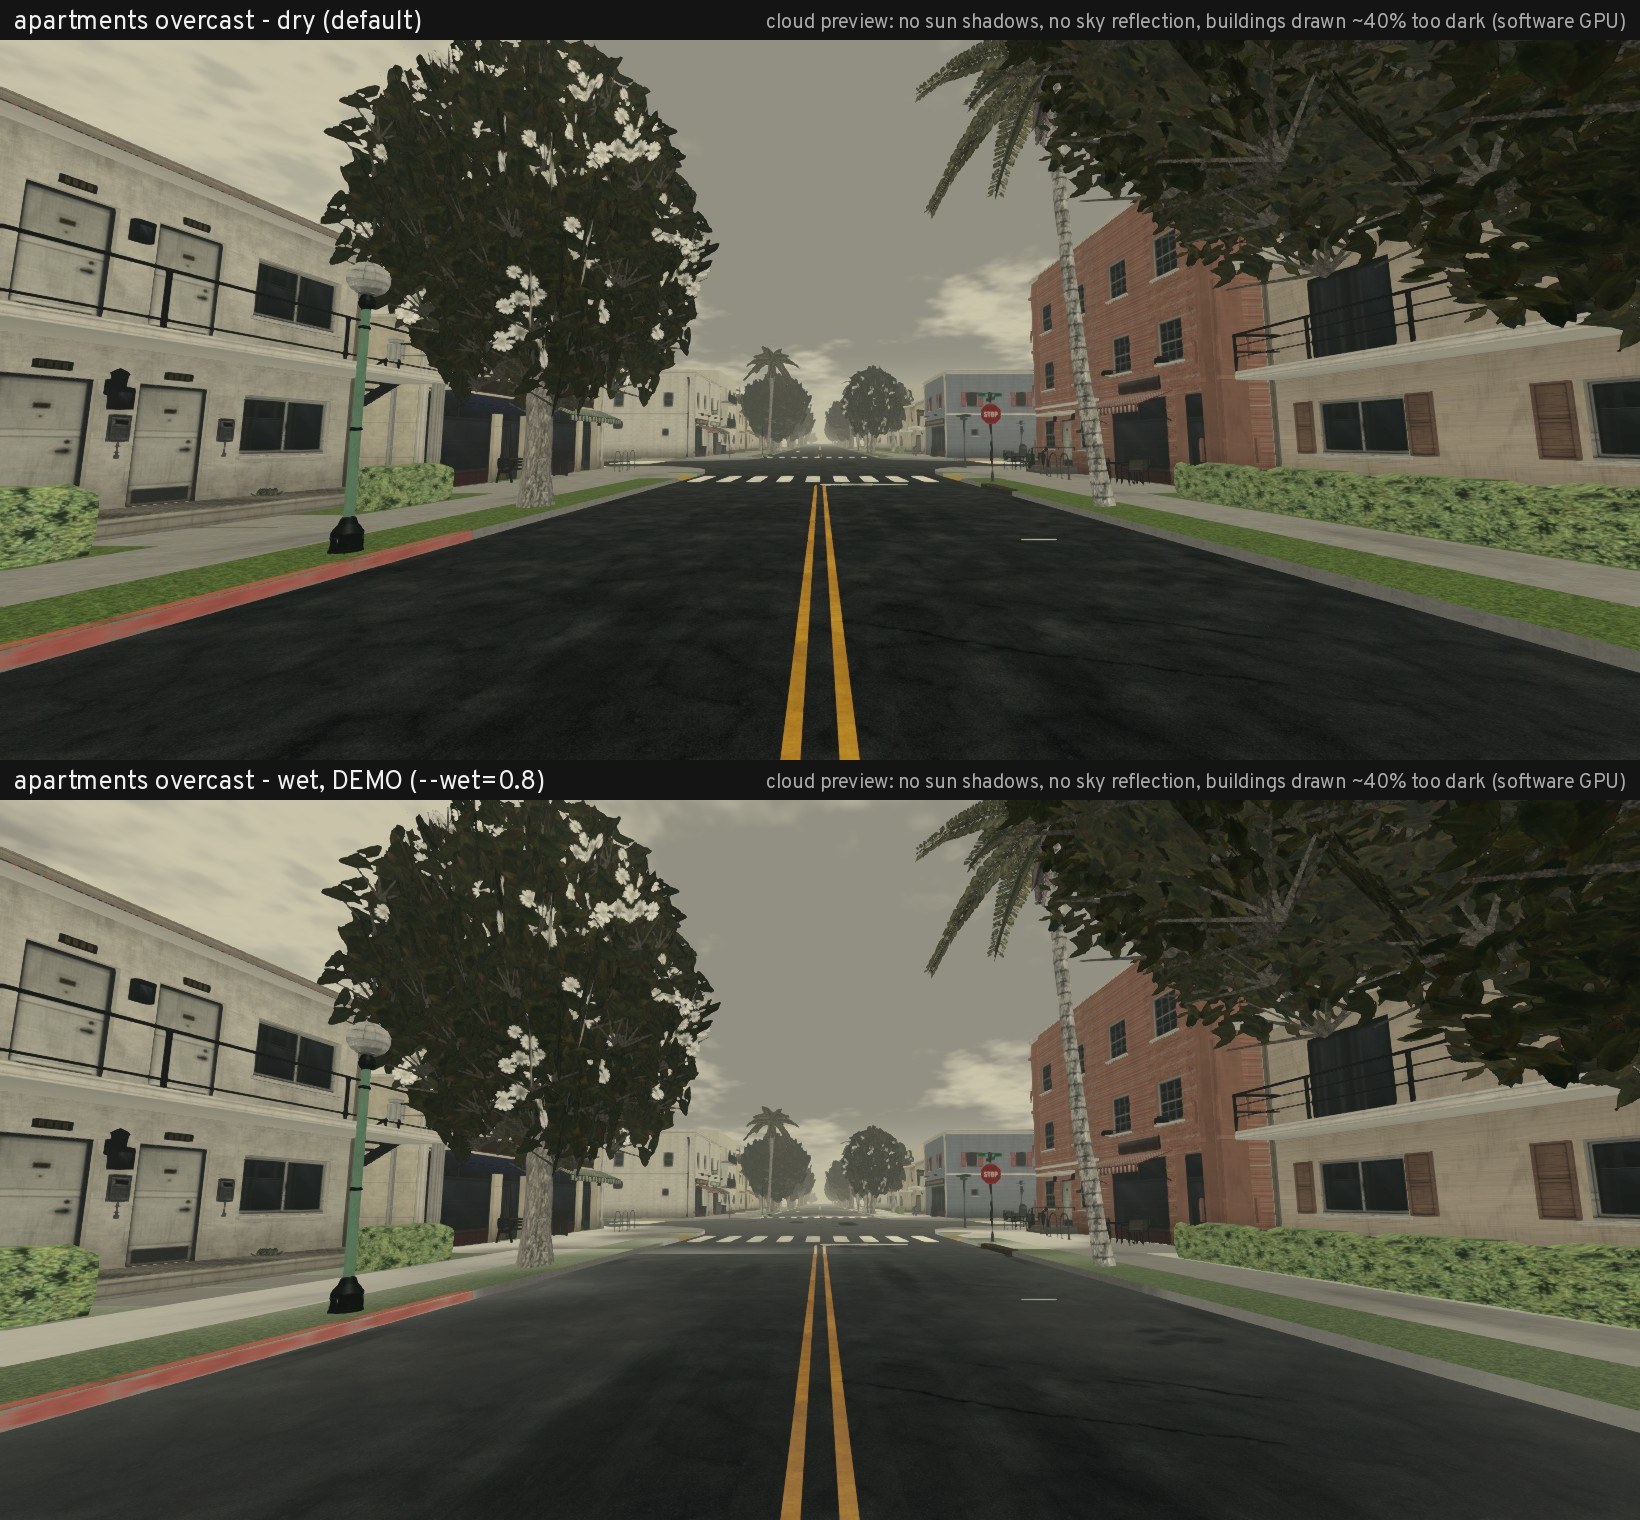 apartments overcast - dry (default)
cloud preview: no sun shadows, no sky reflection, buildings drawn ~40% too dark (software GPU)
STOP
apartments overcast - wet, DEMO (--wet=0.8)
cloud preview: no sun shadows, no sky reflection, buildings drawn ~40% too dark (software GPU)
STOP